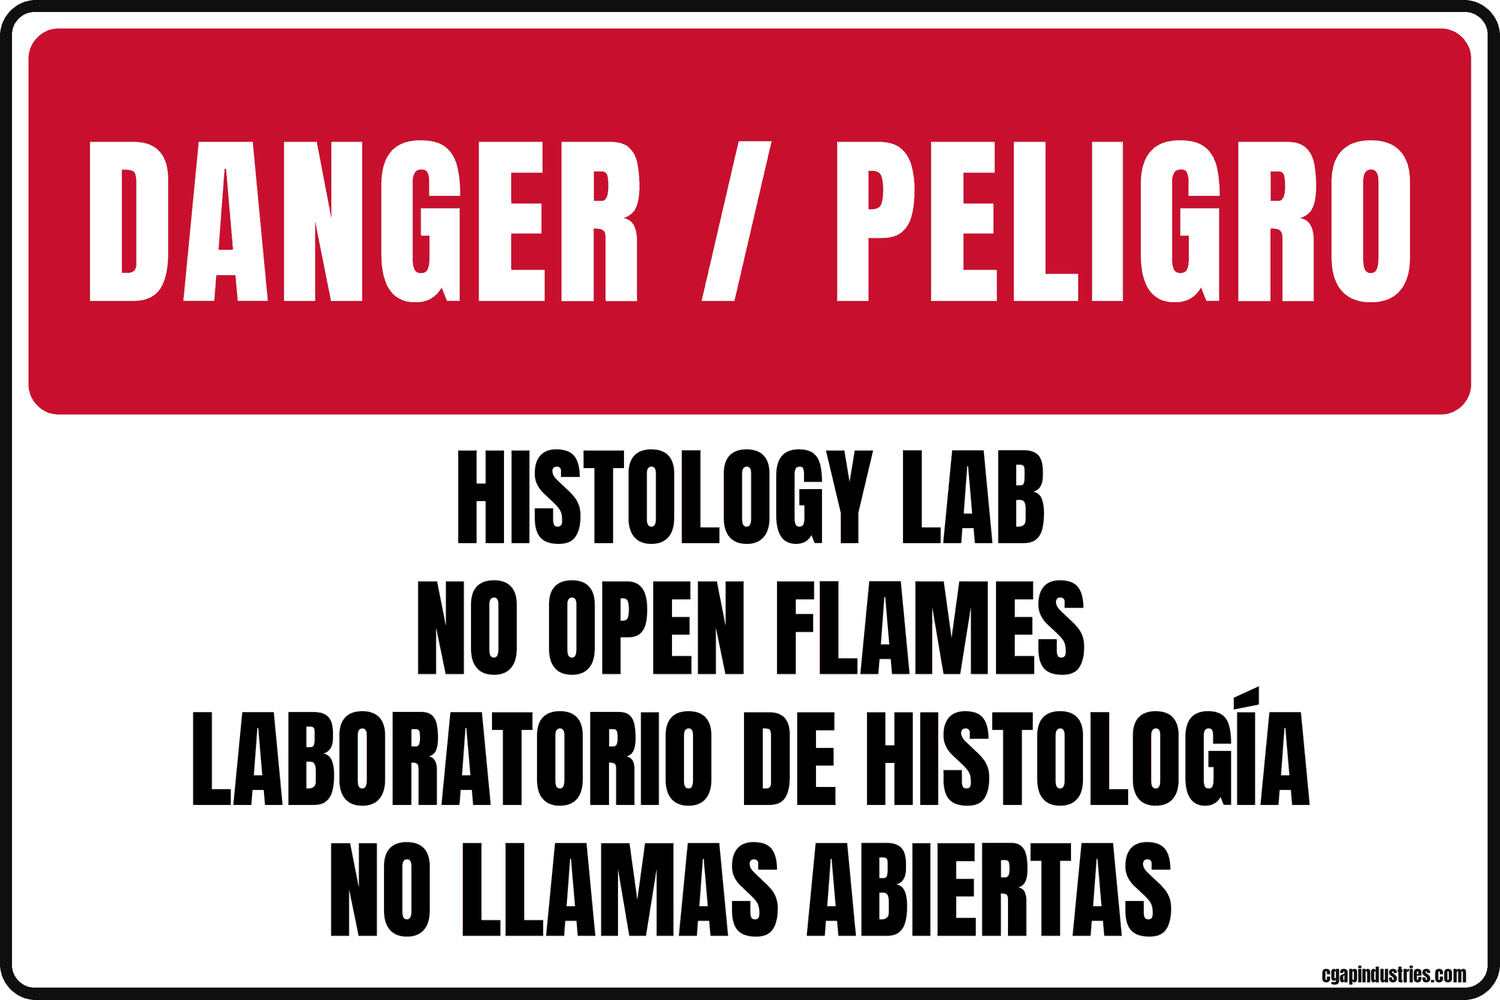 DANGER / PELIGRO
HISTOLOGY LAB
NO OPEN FLAMES
LABORATORIO DE HISTOLOGÍA
NO LLAMAS ABIERTAS
cgapindustries.com